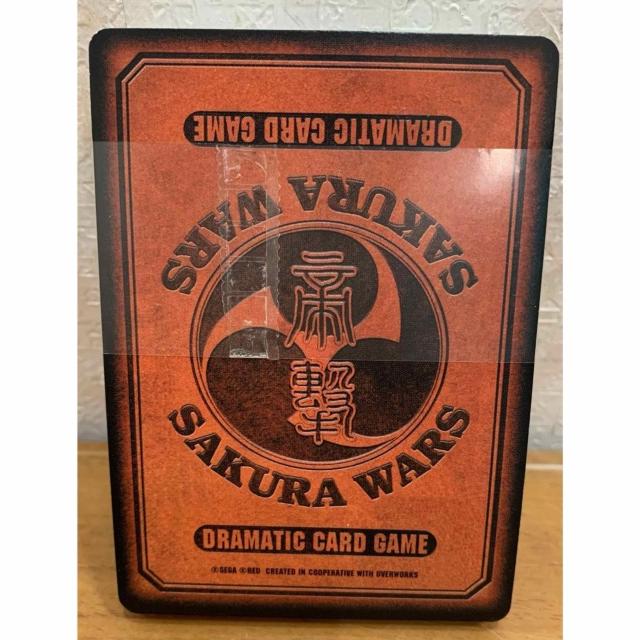 DRAMATIC CARD GAME
SAKURA WARS
帝撃
SAKURA WARS
DRAMATIC CARD GAME
©SEGA ©RED CREATED IN COOPERATIVE WITH OVERWORKS